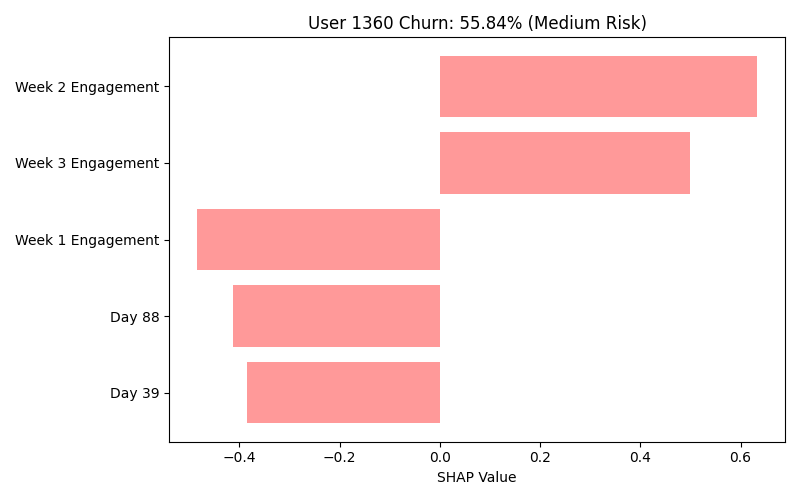 User 1360 Churn: 55.84% (Medium Risk)
Week 2 Engagement
Week 3 Engagement
Week 1 Engagement
Day 88
Day 39
−0.4 −0.2 0.0 0.2 0.4 0.6
SHAP Value